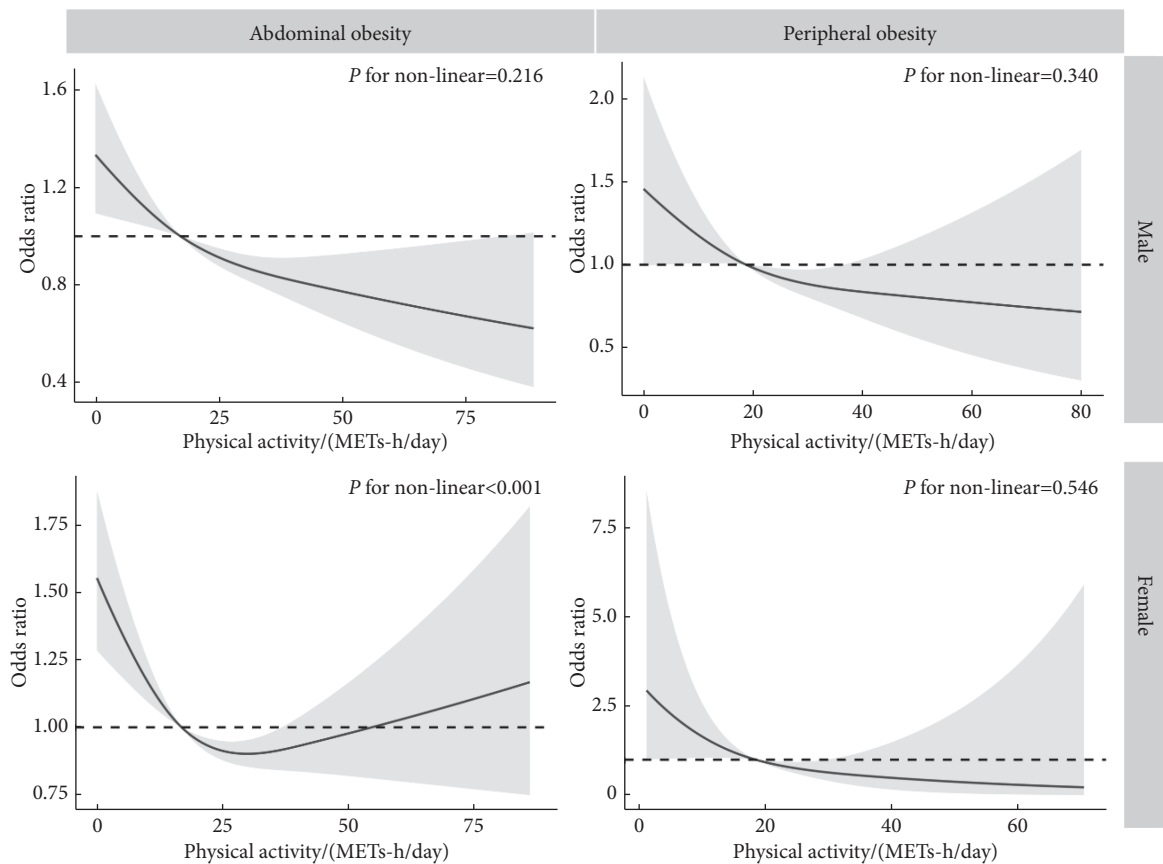 Abdominal obesity
Peripheral obesity
Male
Female
P for non-linear=0.216
Odds ratio
1.6
1.2
0.8
0.4
0
25
50
75
Physical activity/(METs-h/day)
P for non-linear=0.340
Odds ratio
2.0
1.5
1.0
0.5
0
20
40
60
80
Physical activity/(METs-h/day)
P for non-linear<0.001
Odds ratio
1.75
1.50
1.25
1.00
0.75
0
25
50
75
Physical activity/(METs-h/day)
P for non-linear=0.546
Odds ratio
7.5
5.0
2.5
0
0
20
40
60
Physical activity/(METs-h/day)